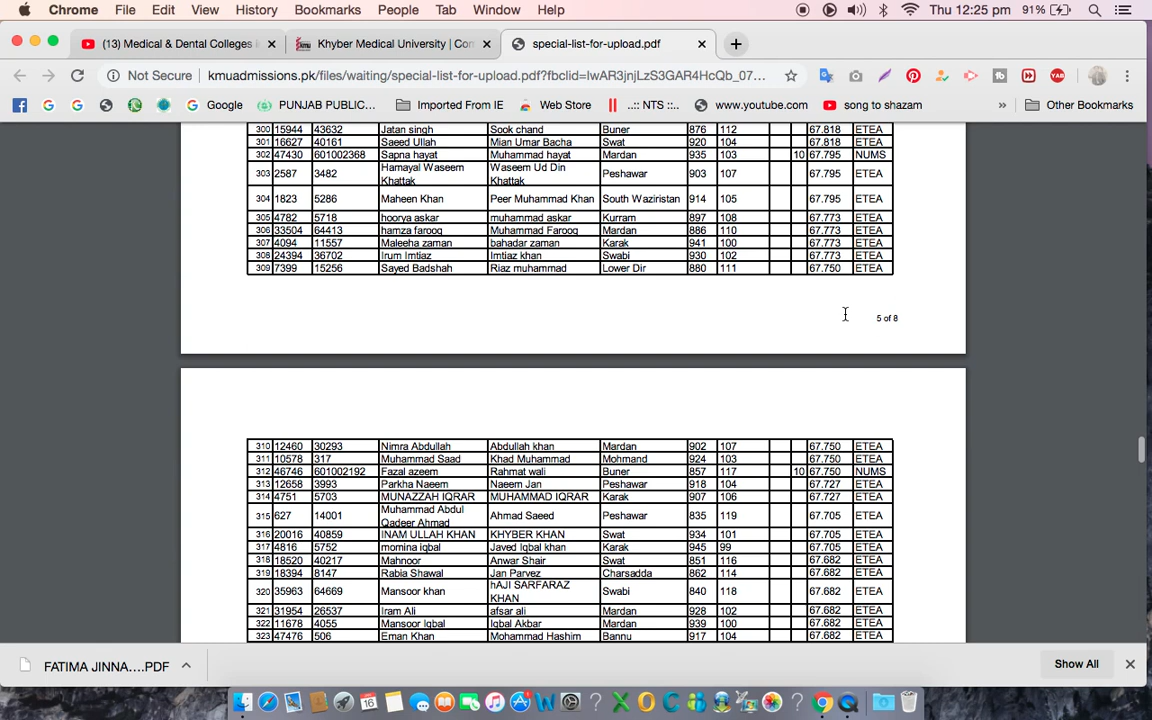 Chrome File Edit View History Bookmarks People Tab Window Help Thu 12:25 pm 91%
(13) Medical & Dental Colleges i Khyber Medical University | Con special-list-for-upload.pdf
Not Secure kmuadmissions.pk/files/waiting/special-list-for-upload.pdf?fbclid=IwAR3jnjLzS3GAR4HcQb_07...
Google PUNJAB PUBLIC... Imported From IE Web Store ..:: NTS ::.. www.youtube.com song to shazam » Other Bookmarks
300 15944 43632 Jatan singh Sook chand Buner 876 112 67.818 ETEA
301 16627 40161 Saeed Ullah Mian Umar Bacha Swat 920 104 67.818 ETEA
302 47430 601002368 Sapna hayat Muhammad hayat Mardan 935 103 10 67.795 NUMS
303 2587 3482 Hamayal Waseem Khattak Waseem Ud Din Khattak Peshawar 903 107 67.795 ETEA
304 1823 5286 Maheen Khan Peer Muhammad Khan South Waziristan 914 105 67.795 ETEA
305 4782 5718 hoorya askar muhammad askar Kurram 897 108 67.773 ETEA
306 33504 64413 hamza farooq Muhammad Farooq Mardan 886 110 67.773 ETEA
307 4094 11557 Maleeha zaman bahadar zaman Karak 941 100 67.773 ETEA
308 24394 36702 Irum Imtiaz Imtiaz khan Swabi 930 102 67.773 ETEA
309 7399 15256 Sayed Badshah Riaz muhammad Lower Dir 880 111 67.750 ETEA
5 of 8
310 12460 30293 Nimra Abdullah Abdullah khan Mardan 902 107 67.750 ETEA
311 10578 317 Muhammad Saad Khad Muhammad Mohmand 924 103 67.750 ETEA
312 46746 601002192 Fazal azeem Rahmat wali Buner 857 117 10 67.750 NUMS
313 12658 3993 Parkha Naeem Naeem Jan Peshawar 918 104 67.727 ETEA
314 4751 5703 MUNAZZAH IQRAR MUHAMMAD IQRAR Karak 907 106 67.727 ETEA
315 627 14001 Muhammad Abdul Qadeer Ahmad Ahmad Saeed Peshawar 835 119 67.705 ETEA
316 20016 40859 INAM ULLAH KHAN KHYBER KHAN Swat 934 101 67.705 ETEA
317 4816 5752 momina iqbal Javed Iqbal khan Karak 945 99 67.705 ETEA
318 18520 40217 Mahnoor Anwar Shair Swat 851 116 67.682 ETEA
319 18394 8147 Rabia Shawal Jan Parvez Charsadda 862 114 67.682 ETEA
320 35963 64669 Mansoor khan hAJI SARFARAZ KHAN Swabi 840 118 67.682 ETEA
321 31954 26537 Iram Ali afsar ali Mardan 928 102 67.682 ETEA
322 11678 4055 Mansoor Iqbal Iqbal Akbar Mardan 939 100 67.682 ETEA
323 47476 506 Eman Khan Mohammad Hashim Bannu 917 104 67.682 ETEA
FATIMA JINNA....PDF Show All